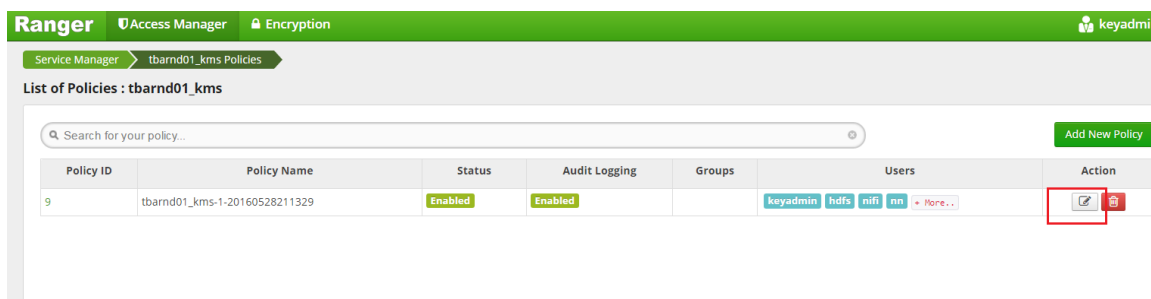 Ranger Access Manager Encryption keyadmi
Service Manager tbarnd01_kms Policies
List of Policies : tbarnd01_kms
Search for your policy...
Add New Policy
Policy ID Policy Name Status Audit Logging Groups Users Action
9 tbarnd01_kms-1-20160528211329 Enabled Enabled keyadmin hdfs nifi nn + More..